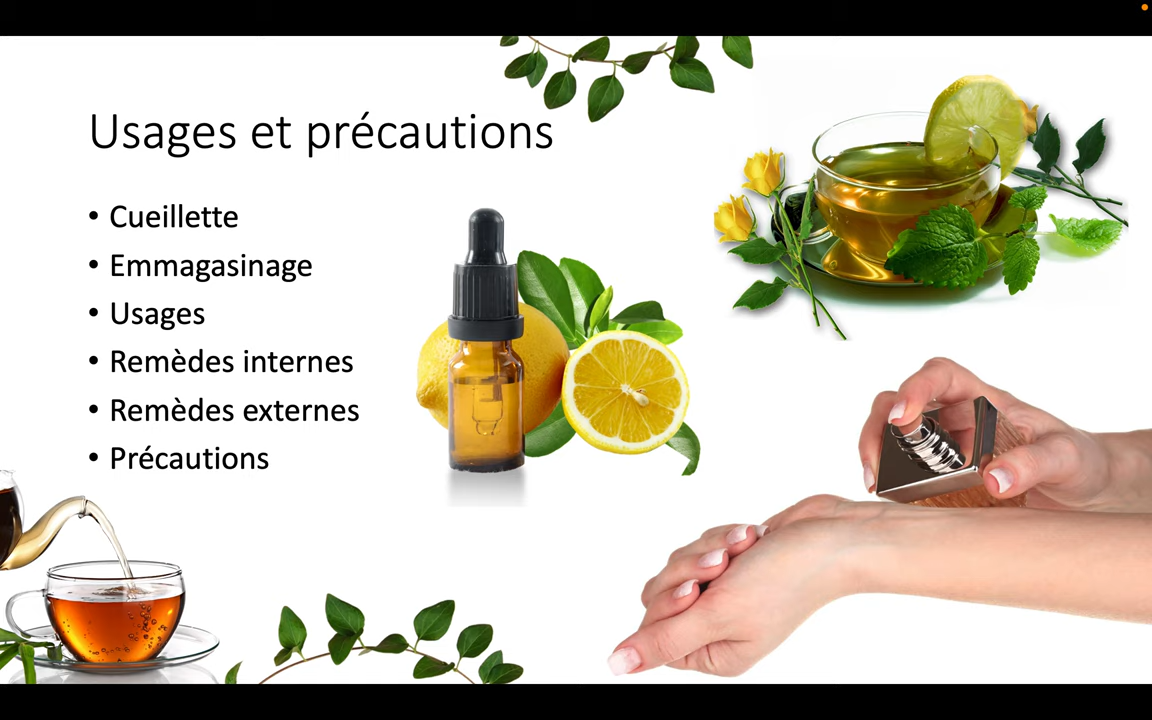 Usages et précautions
• Cueillette
• Emmagasinage
• Usages
• Remèdes internes
• Remèdes externes
• Précautions